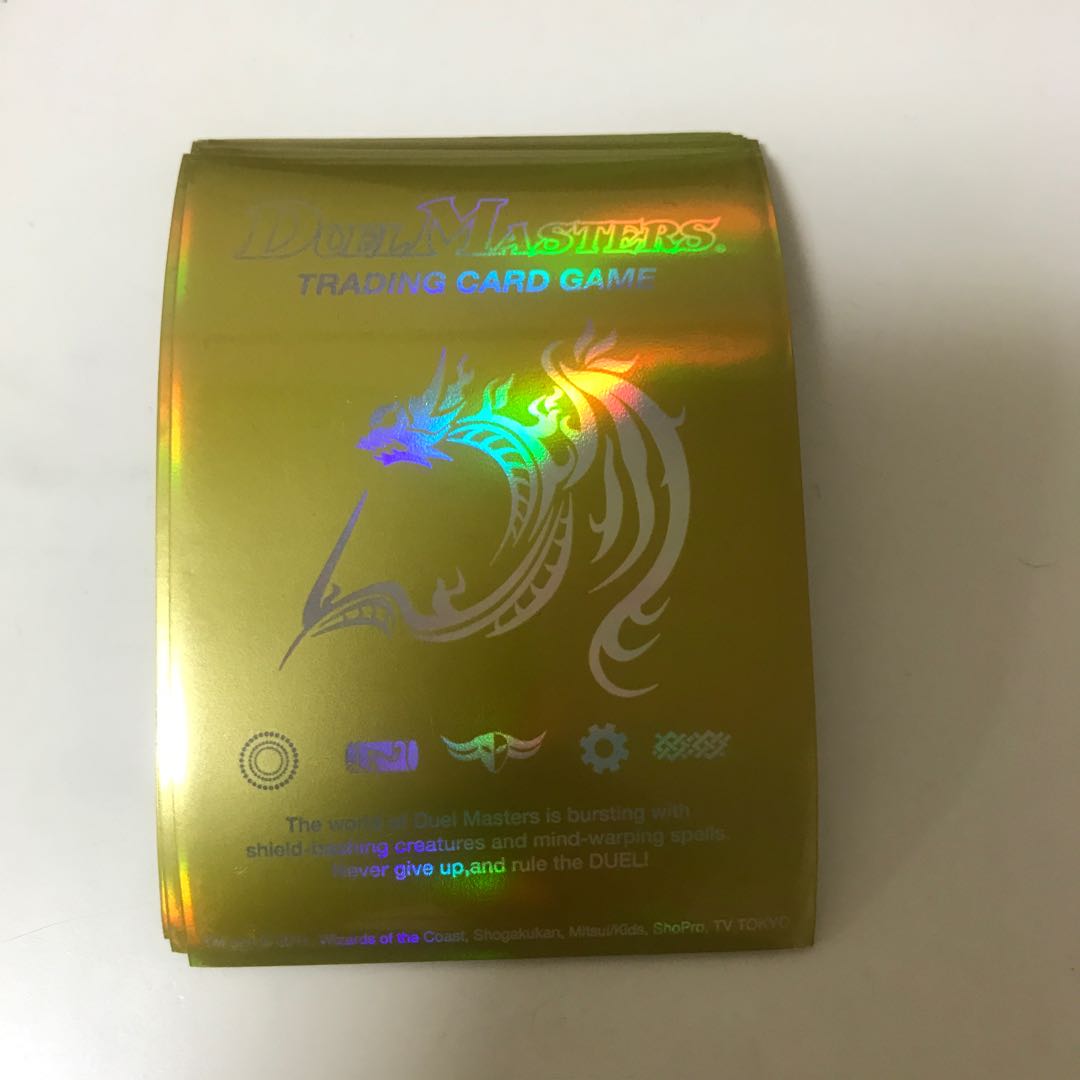 DUEL MASTERS®
TRADING CARD GAME
The world of Duel Masters is bursting with
shield-bashing creatures and mind-warping spells.
Never give up,and rule the DUEL!
Wizards of the Coast, Shogakukan, Mitsui/Kids, ShoPro, TV TOKYO